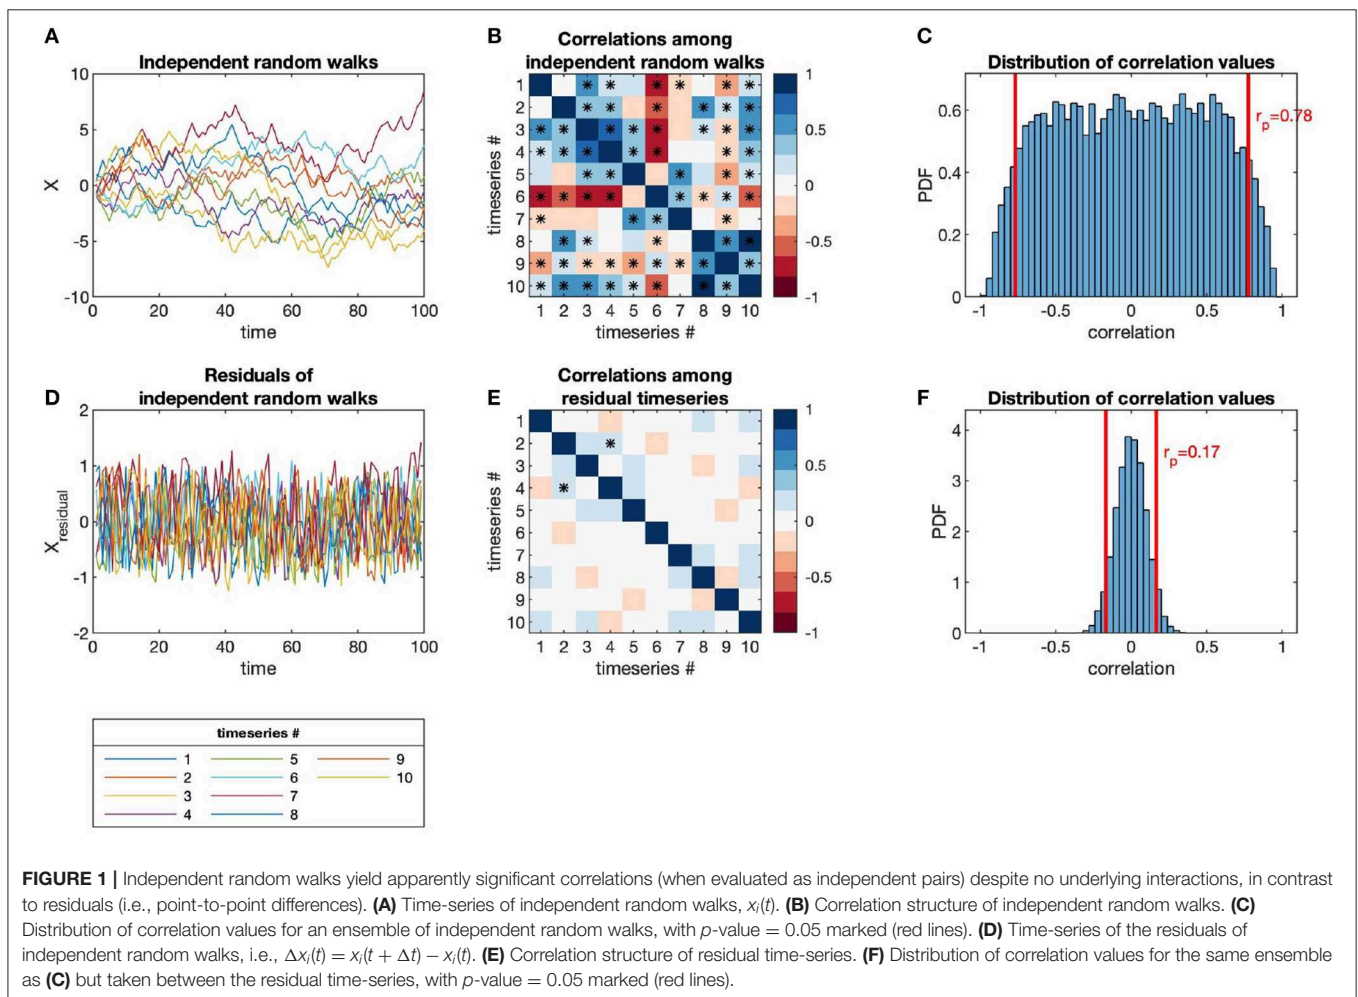 A
Independent random walks
10
5
0
-5
-10
X
0 20 40 60 80 100
time
B
Correlations among
independent random walks
1
2
3
4
5
6
7
8
9
10
timeseries #
1 2 3 4 5 6 7 8 9 10
timeseries #
1
0.5
0
-0.5
-1
C
Distribution of correlation values
0.6
0.4
0.2
0
PDF
r_p=0.78
-1 -0.5 0 0.5 1
correlation
D
Residuals of
independent random walks
2
1
0
-1
-2
X_residual
0 20 40 60 80 100
time
E
Correlations among
residual timeseries
1
2
3
4
5
6
7
8
9
10
timeseries #
1 2 3 4 5 6 7 8 9 10
timeseries #
1
0.5
0
-0.5
-1
F
Distribution of correlation values
4
3
2
1
0
PDF
r_p=0.17
-1 -0.5 0 0.5 1
correlation
timeseries #
1 5 9
2 6 10
3 7
4 8
FIGURE 1 | Independent random walks yield apparently significant correlations (when evaluated as independent pairs) despite no underlying interactions, in contrast
to residuals (i.e., point-to-point differences). (A) Time-series of independent random walks, x_i(t). (B) Correlation structure of independent random walks. (C)
Distribution of correlation values for an ensemble of independent random walks, with p-value = 0.05 marked (red lines). (D) Time-series of the residuals of
independent random walks, i.e., Δx_i(t) = x_i(t + Δt) − x_i(t). (E) Correlation structure of residual time-series. (F) Distribution of correlation values for the same ensemble
as (C) but taken between the residual time-series, with p-value = 0.05 marked (red lines).